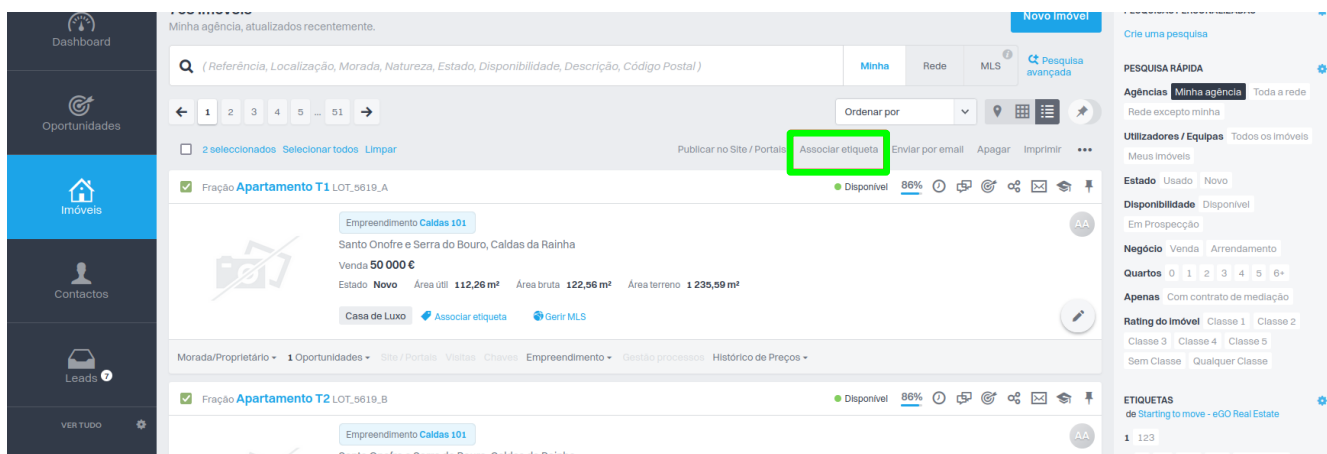 Dashboard
Oportunidades
Imóveis
Contactos
Leads 7
VER TUDO
Minha agência, atualizados recentemente.
Novo Imóvel
( Referência, Localização, Morada, Natureza, Estado, Disponibilidade, Descrição, Código Postal )
Minha Rede MLS Pesquisa avançada
1 2 3 4 5 ... 51
Ordenar por
2 seleccionados Selecionar todos Limpar
Publicar no Site / Portais Associar etiqueta Enviar por email Apagar Imprimir
Fração Apartamento T1 LOT_5619_A
Disponível 86%
Empreendimento Caldas 101
AA
Santo Onofre e Serra do Bouro, Caldas da Rainha
Venda 50 000 €
Estado Novo Área útil 112,26 m² Área bruta 122,56 m² Área terreno 1 235,59 m²
Casa de Luxo Associar etiqueta Gerir MLS
Morada/Proprietário 1 Oportunidades Site / Portais Visitas Chaves Empreendimento Gestão processos Histórico de Preços
Fração Apartamento T2 LOT_5619_B
Disponível 86%
Empreendimento Caldas 101
AA
Crie uma pesquisa
PESQUISA RÁPIDA
Agências Minha agência Toda a rede
Rede excepto minha
Utilizadores / Equipas Todos os imóveis
Meus imóveis
Estado Usado Novo
Disponibilidade Disponível
Em Prospecção
Negócio Venda Arrendamento
Quartos 0 1 2 3 4 5 6+
Apenas Com contrato de mediação
Rating do imóvel Classe 1 Classe 2
Classe 3 Classe 4 Classe 5
Sem Classe Qualquer Classe
ETIQUETAS
de Starting to move - eGO Real Estate
1 123